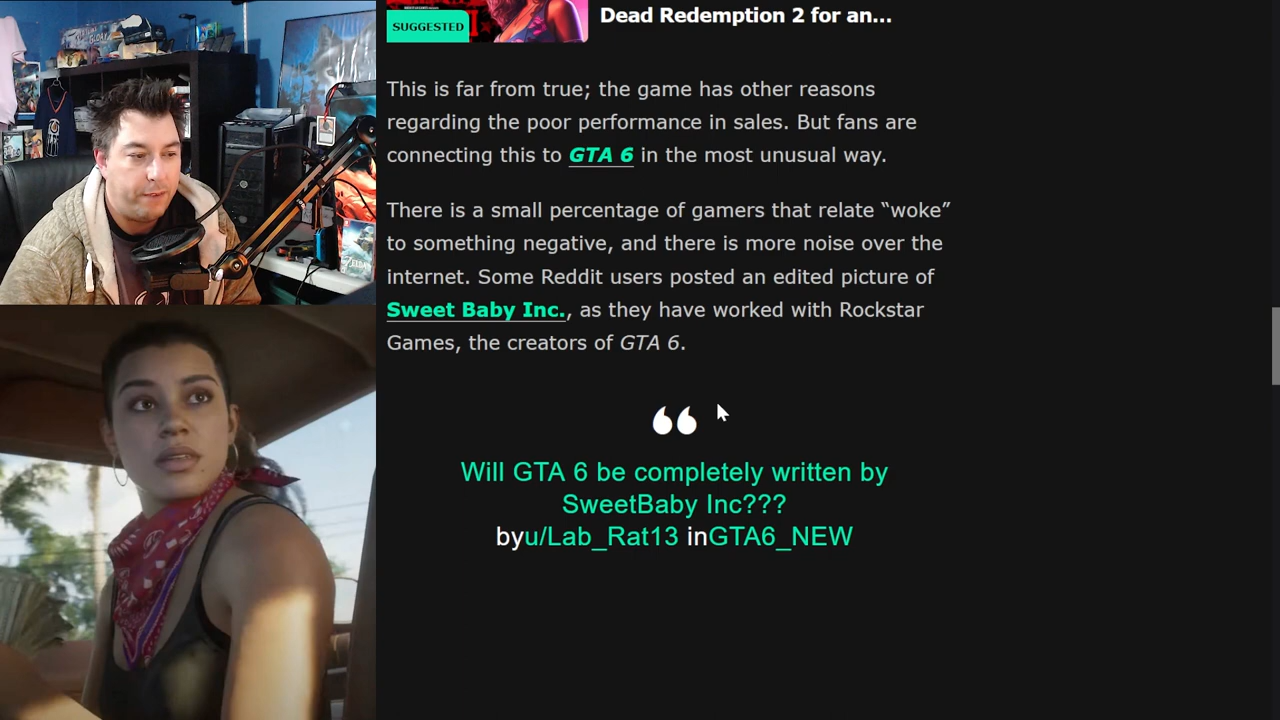 Dead Redemption 2 for an...
SUGGESTED
This is far from true; the game has other reasons
regarding the poor performance in sales. But fans are
connecting this to GTA 6 in the most unusual way.
There is a small percentage of gamers that relate “woke”
to something negative, and there is more noise over the
internet. Some Reddit users posted an edited picture of
Sweet Baby Inc., as they have worked with Rockstar
Games, the creators of GTA 6.
Will GTA 6 be completely written by
SweetBaby Inc???
byu/Lab_Rat13 inGTA6_NEW